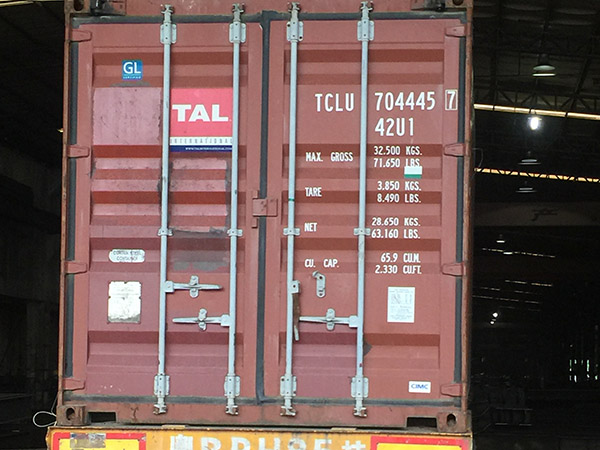 GL
TAL
INTERNATIONAL
TCLU 704445 7
42U1
MAX. GROSS 32.500 KGS.
71.650 LBS.
TARE 3.850 KGS.
8.490 LBS.
NET 28.650 KGS.
63.160 LBS.
CU. CAP. 65.9 CU.M.
2.330 CU.FT.
CIMC